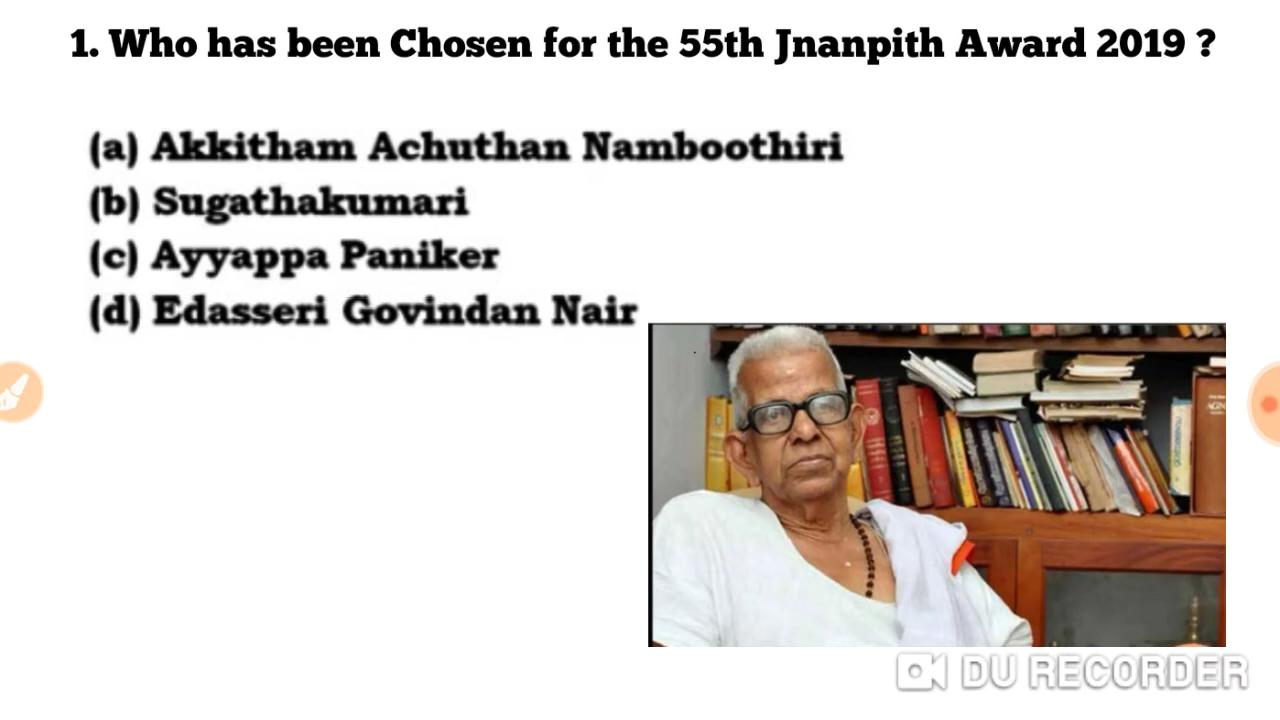 1. Who has been Chosen for the 55th Jnanpith Award 2019 ?
(a) Akkitham Achuthan Namboothiri
(b) Sugathakumari
(c) Ayyappa Paniker
(d) Edasseri Govindan Nair
DU RECORDER